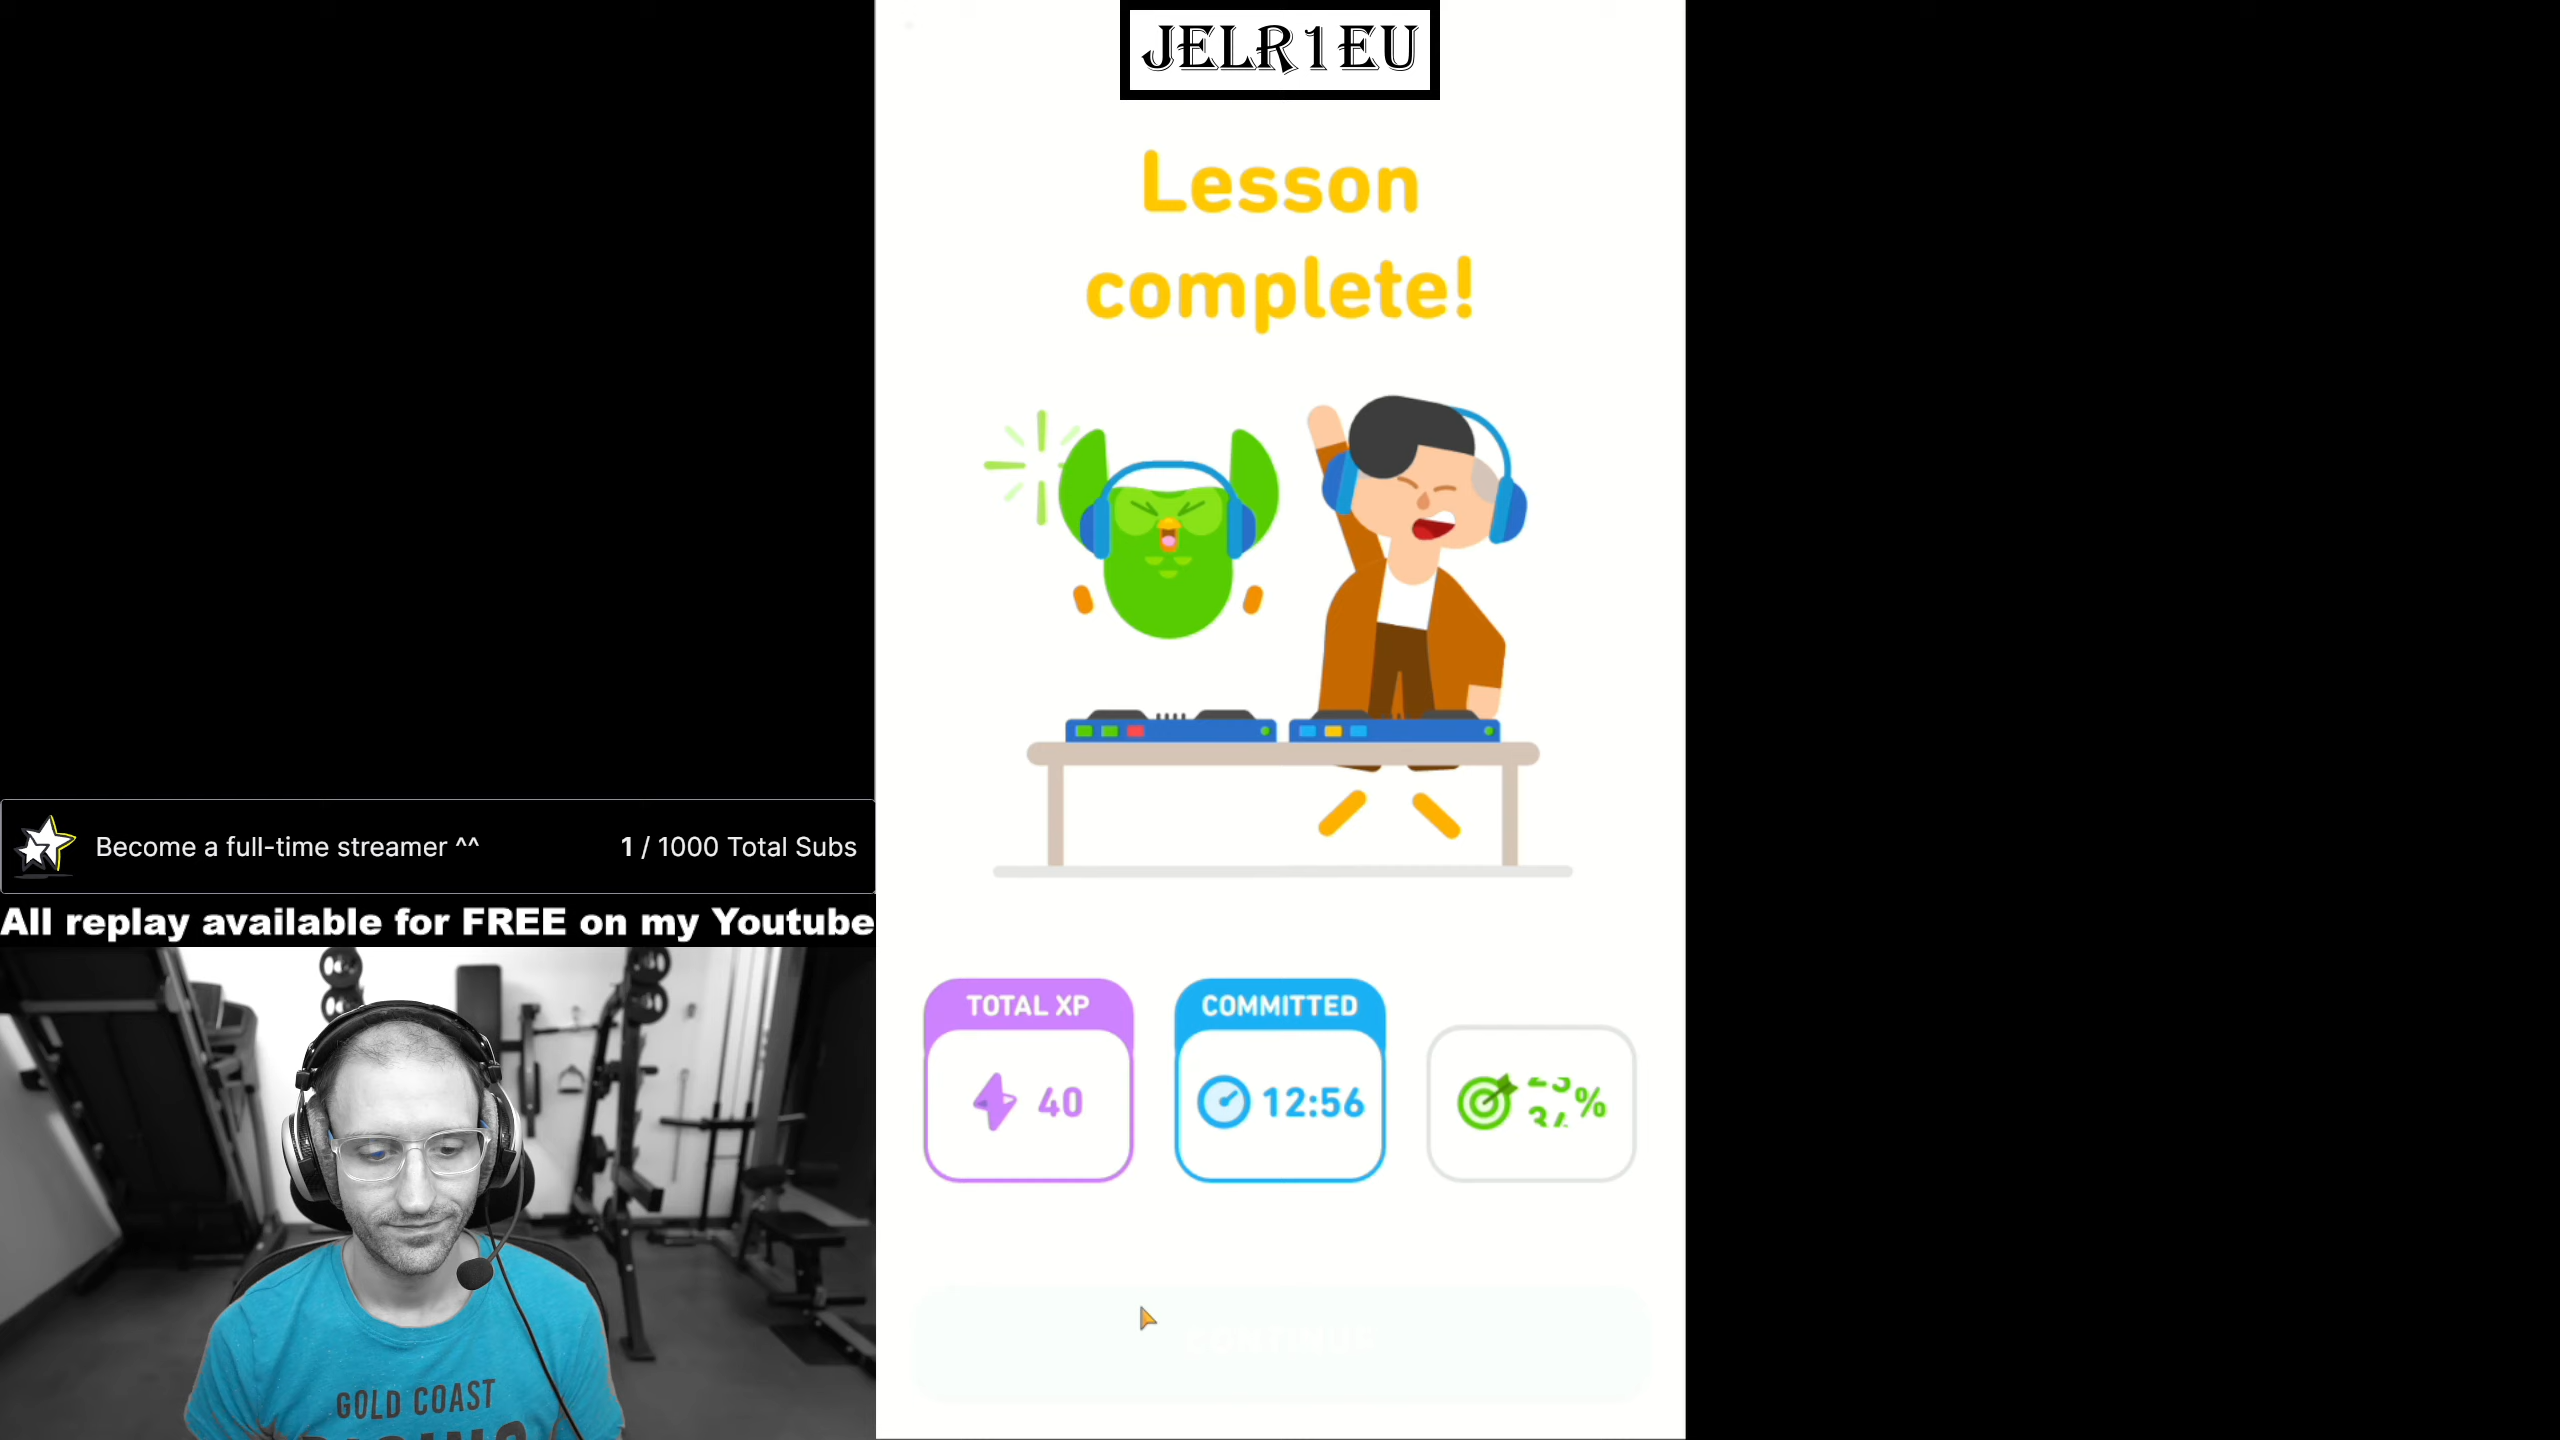 JELR1EU
Lesson
complete!
Become a full-time streamer ^^ 1 / 1000 Total Subs
All replay available for FREE on my Youtube
TOTAL XP
40
COMMITTED
12:56
%
CONTINUE
GOLD COAST